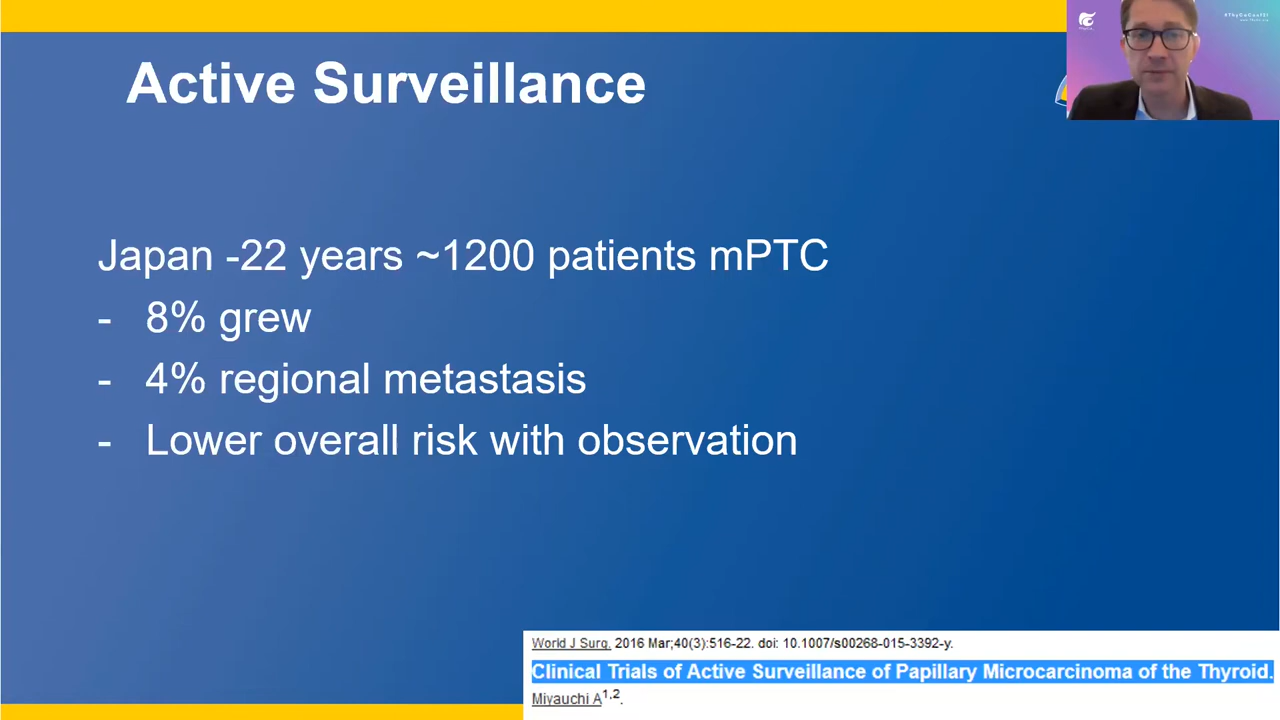 Active Surveillance
Japan -22 years ~1200 patients mPTC
- 8% grew
- 4% regional metastasis
- Lower overall risk with observation
World J Surg. 2016 Mar;40(3):516-22. doi: 10.1007/s00268-015-3392-y.
Clinical Trials of Active Surveillance of Papillary Microcarcinoma of the Thyroid.
Miyauchi A1,2.